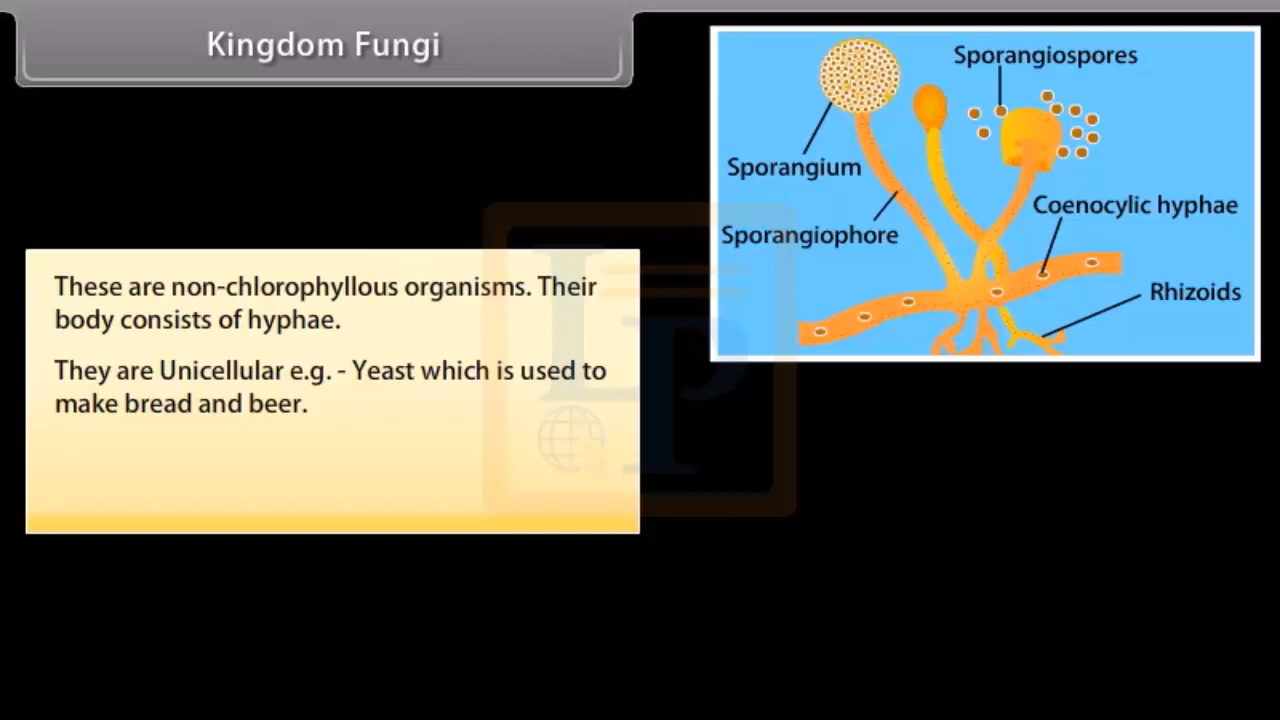 Kingdom Fungi
These are non-chlorophyllous organisms. Their
body consists of hyphae.
They are Unicellular e.g. - Yeast which is used to
make bread and beer.
Sporangiospores
Sporangium
Coenocylic hyphae
Sporangiophore
Rhizoids
LP